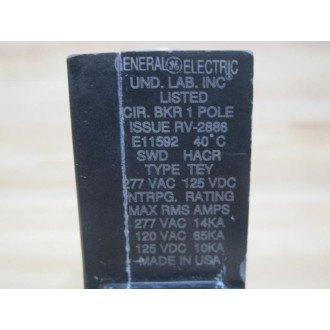 GENERAL GE ELECTRIC
UND. LAB. INC
LISTED
CIR. BKR 1 POLE
ISSUE RV-2886
E11592 40°C
SWD HACR
TYPE TEY
277 VAC 125 VDC
INTRPG. RATING
MAX RMS AMPS
277 VAC 14KA
120 VAC 65KA
125 VDC 10KA
MADE IN USA